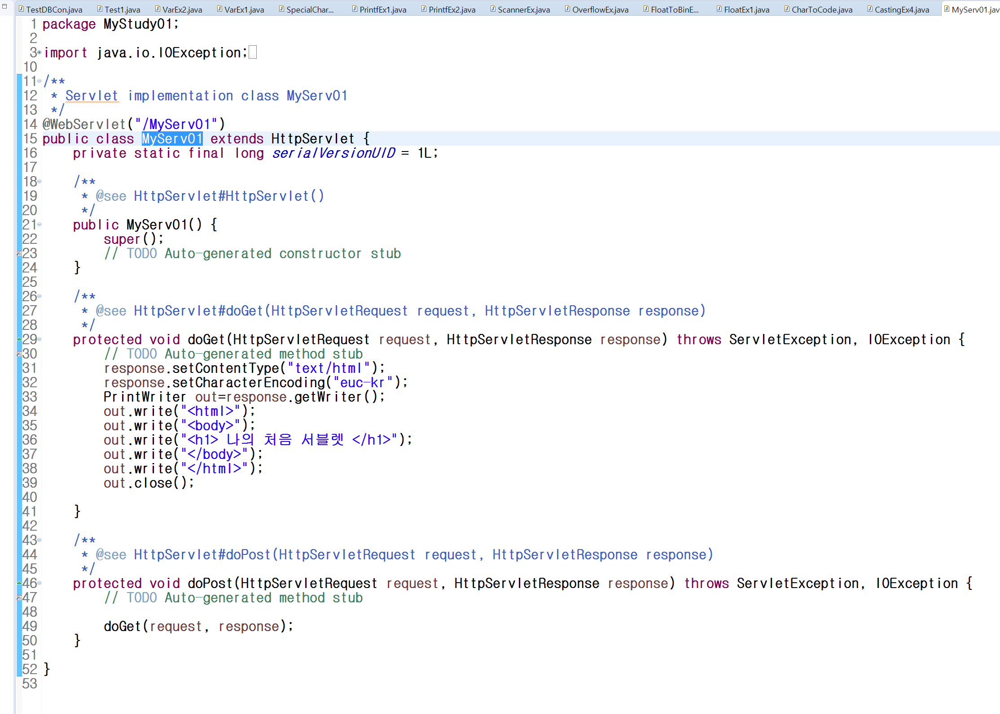 TestDBCon.java Test1.java VarEx2.java VarEx1.java SpecialChar... PrintfEx1.java PrintfEx2.java ScannerEx.java OverflowEx.java FloatToBinE... FloatEx1.java CharToCode.java CastingEx4.java MyServ01.jav
1 package MyStudy01;
2
3 import java.io.IOException;
10
11 /**
12 * Servlet implementation class MyServ01
13 */
14 @WebServlet("/MyServ01")
15 public class MyServ01 extends HttpServlet {
16 private static final long serialVersionUID = 1L;
17
18 /**
19 * @see HttpServlet#HttpServlet()
20 */
21 public MyServ01() {
22 super();
23 // TODO Auto-generated constructor stub
24 }
25
26 /**
27 * @see HttpServlet#doGet(HttpServletRequest request, HttpServletResponse response)
28 */
29 protected void doGet(HttpServletRequest request, HttpServletResponse response) throws ServletException, IOException {
30 // TODO Auto-generated method stub
31 response.setContentType("text/html");
32 response.setCharacterEncoding("euc-kr");
33 PrintWriter out=response.getWriter();
34 out.write("<html>");
35 out.write("<body>");
36 out.write("<h1> 나의 처음 서블렛 </h1>");
37 out.write("</body>");
38 out.write("</html>");
39 out.close();
40
41 }
42
43 /**
44 * @see HttpServlet#doPost(HttpServletRequest request, HttpServletResponse response)
45 */
46 protected void doPost(HttpServletRequest request, HttpServletResponse response) throws ServletException, IOException {
47 // TODO Auto-generated method stub
48
49 doGet(request, response);
50 }
51
52 }
53